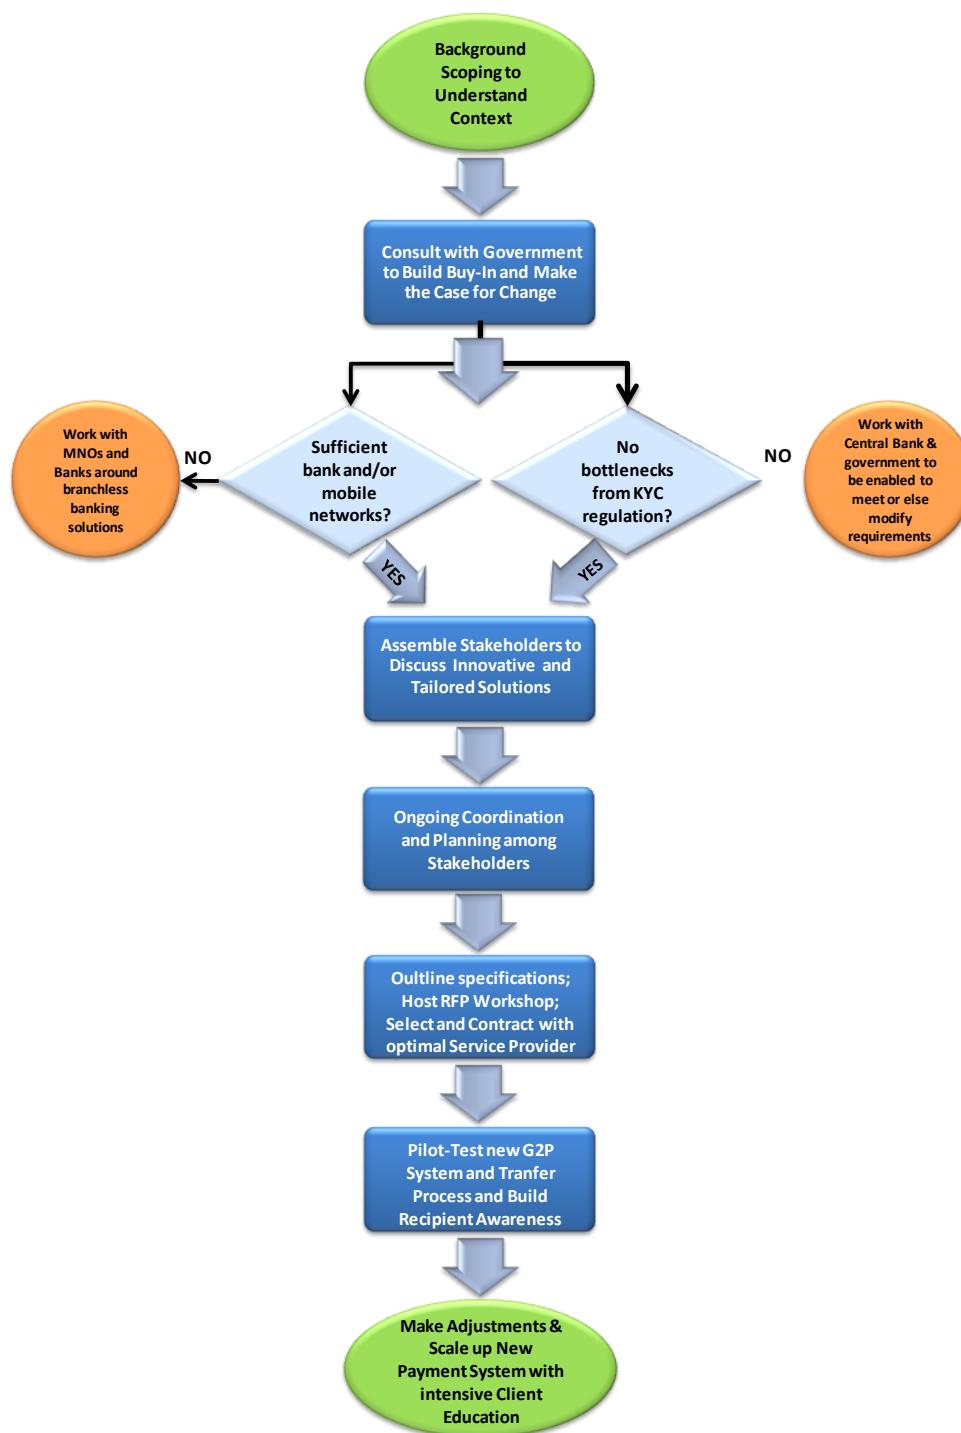 Background
Scoping to
Understand
Context
Consult with Government
to Build Buy-In and Make
the Case for Change
Work with
MNOs and
Banks around
branchless
banking
solutions
NO
Sufficient
bank and/or
mobile
networks?
No
bottlenecks
from KYC
regulation?
NO
Work with
Central Bank &
government to
be enabled to
meet or else
modify
requirements
YES
YES
Assemble Stakeholders to
Discuss Innovative and
Tailored Solutions
Ongoing Coordination
and Planning among
Stakeholders
Oultline specifications;
Host RFP Workshop;
Select and Contract with
optimal Service Provider
Pilot-Test new G2P
System and Tranfer
Process and Build
Recipient Awareness
Make Adjustments &
Scale up New
Payment System with
intensive Client
Education